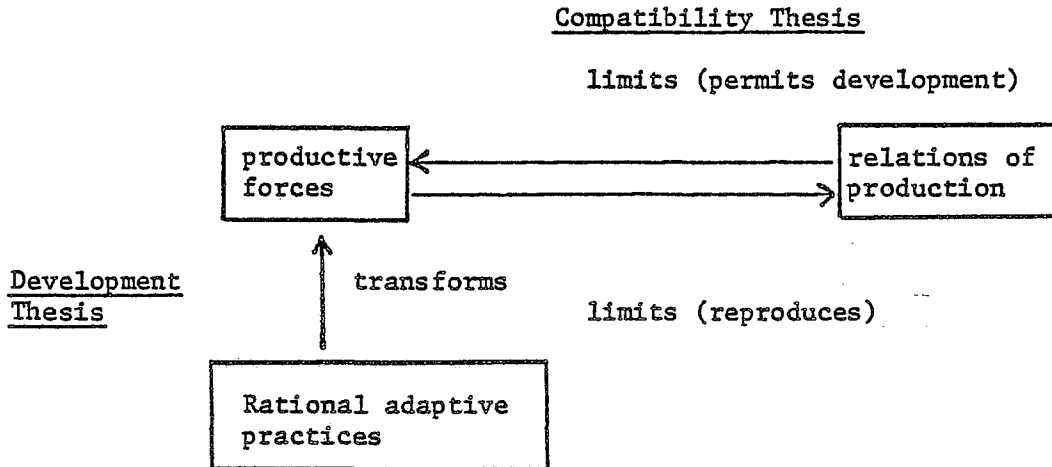 Compatibility Thesis
limits (permits development)
productive
forces
relations of
production
Development
Thesis
transforms
limits (reproduces)
Rational adaptive
practices